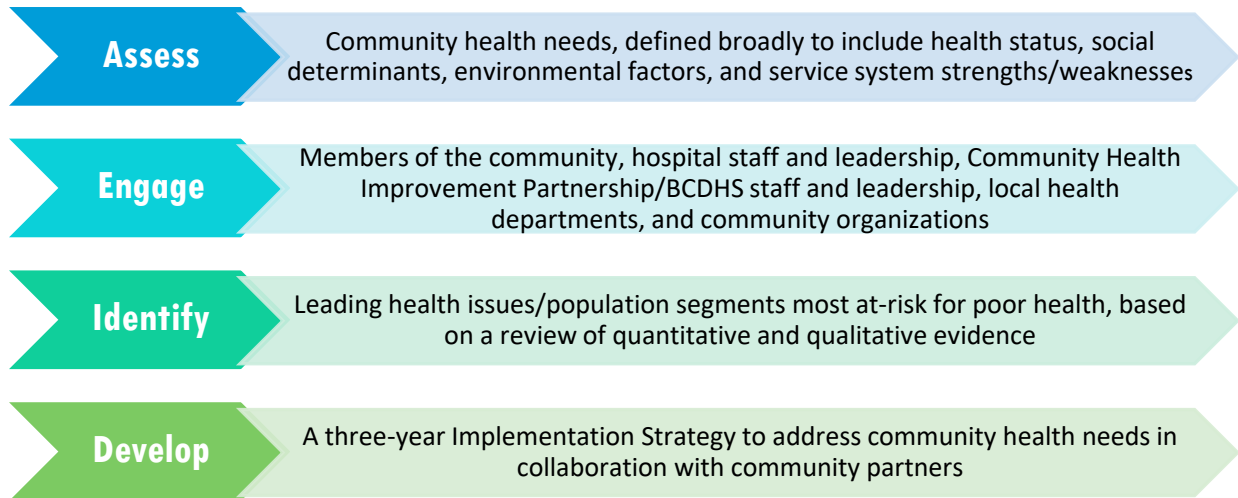 Assess
Community health needs, defined broadly to include health status, social
determinants, environmental factors, and service system strengths/weaknesses
Engage
Members of the community, hospital staff and leadership, Community Health
Improvement Partnership/BCDHS staff and leadership, local health
departments, and community organizations
Identify
Leading health issues/population segments most at-risk for poor health, based
on a review of quantitative and qualitative evidence
Develop
A three-year Implementation Strategy to address community health needs in
collaboration with community partners